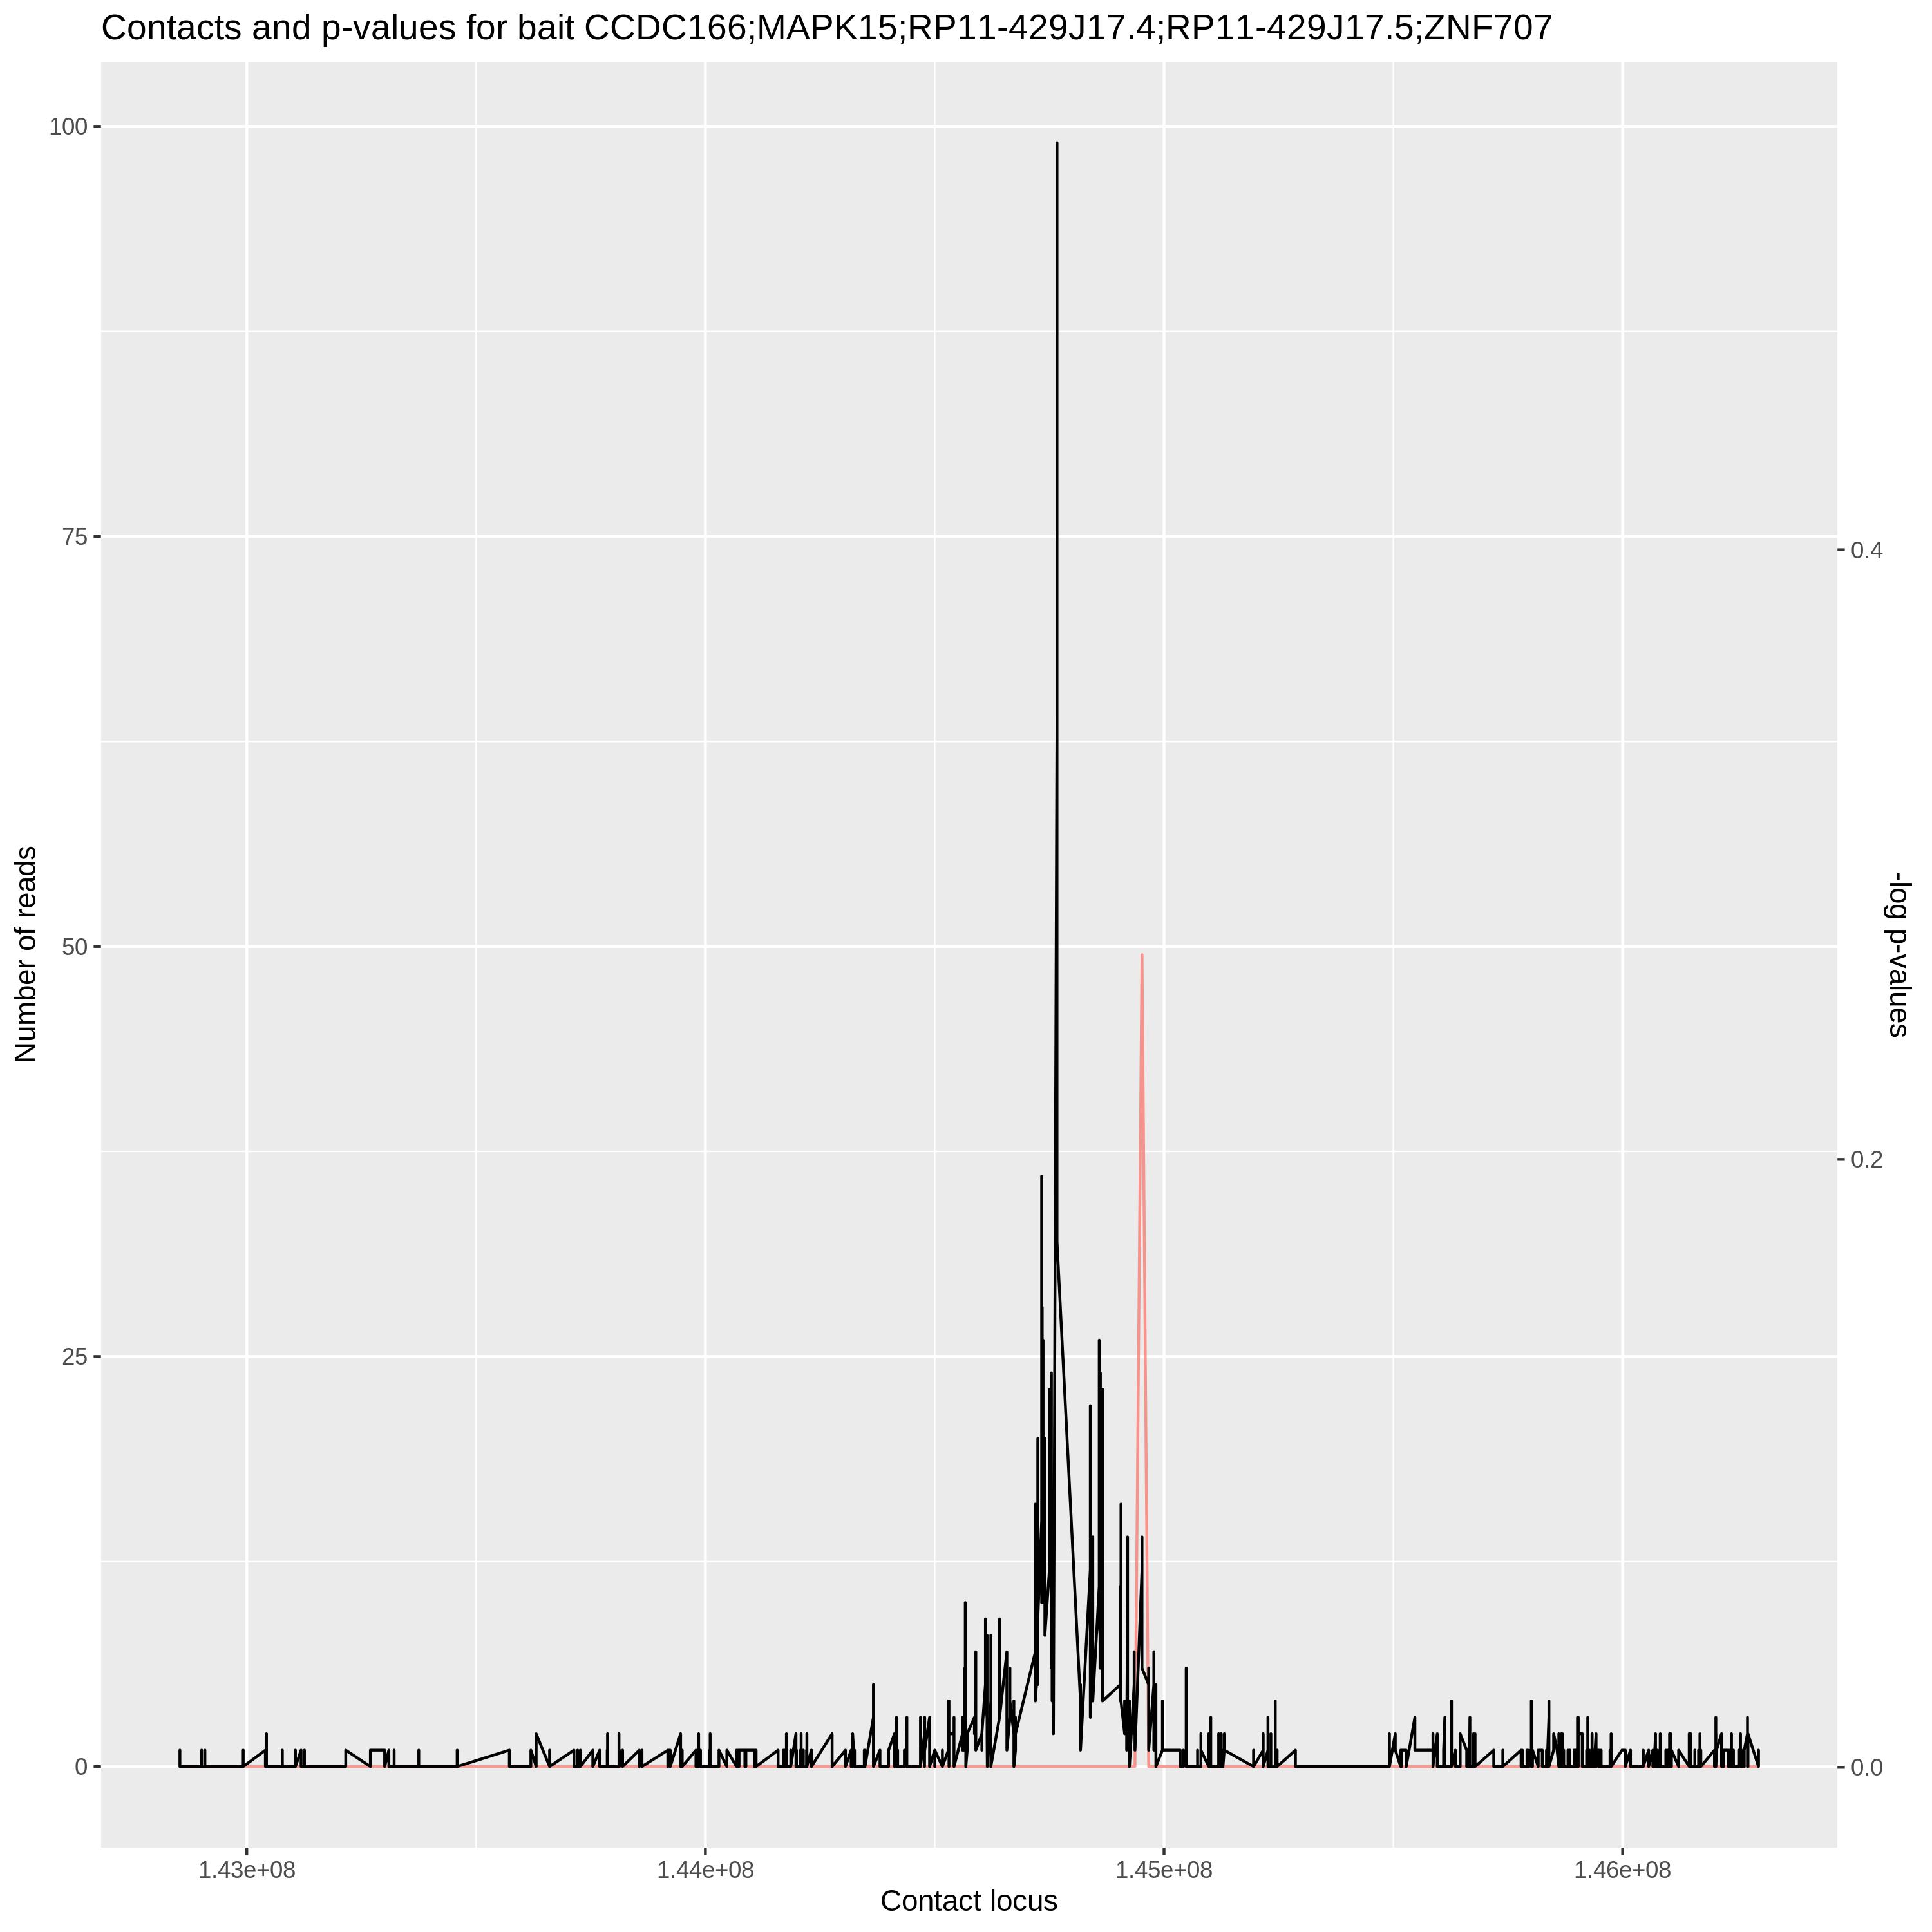 Contacts and p-values for bait CCDC166;MAPK15;RP11-429J17.4;RP11-429J17.5;ZNF707
100
75
50
25
0
Number of reads
0.4
0.2
0.0
-log p-values
1.43e+08
1.44e+08
1.45e+08
1.46e+08
Contact locus